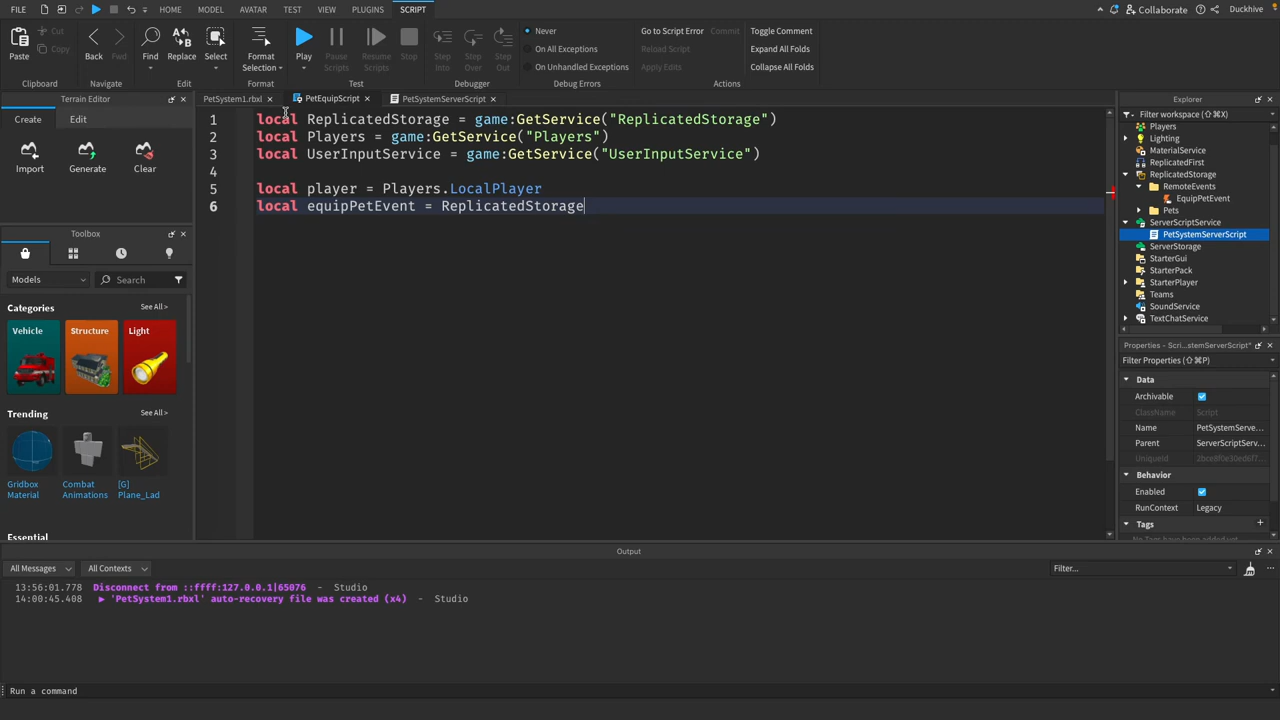 FILE
HOME
MODEL
AVATAR
TEST
VIEW
PLUGINS
SCRIPT
Collaborate
Duckhive
Paste
Cut
Copy
Clipboard
Back
Fwd
Navigate
Find
Replace
Select
Edit
Format
Selection
Format
Play
Pause
Scripts
Resume
Scripts
Stop
Test
Step
Into
Step
Over
Step
Out
Debugger
Never
On All Exceptions
On Unhandled Exceptions
Debug Errors
Go to Script Error
Reload Script
Apply Edits
Toggle Comment
Expand All Folds
Collapse All Folds
Actions
Terrain Editor
Create
Edit
Import
Generate
Clear
Toolbox
Models
Search
Categories
See All >
Vehicle
Structure
Light
Trending
See All >
Gridbox
Material
Combat
Animations
[G]
Plane_Lad
Essential
PetSystem1.rbxl
PetEquipScript
PetSystemServerScript
1 local ReplicatedStorage = game:GetService("ReplicatedStorage")
2 local Players = game:GetService("Players")
3 local UserInputService = game:GetService("UserInputService")
4
5 local player = Players.LocalPlayer
6 local equipPetEvent = ReplicatedStorage
Explorer
Filter workspace (⇧⌘X)
Players
Lighting
MaterialService
ReplicatedFirst
ReplicatedStorage
RemoteEvents
EquipPetEvent
Pets
ServerScriptService
PetSystemServerScript
ServerStorage
StarterGui
StarterPack
StarterPlayer
Teams
SoundService
TextChatService
Properties - Scri...stemServerScript"
Filter Properties (⇧⌘P)
Data
Archivable
ClassName Script
Name PetSystemServe...
Parent ServerScriptServ...
UniqueId
Behavior
Enabled
RunContext Legacy
Tags
Output
All Messages
All Contexts
Filter...
13:56:01.778 Disconnect from ::ffff:127.0.0.1|65076 - Studio
14:00:45.408 ▶ 'PetSystem1.rbxl' auto-recovery file was created (x4) - Studio
Run a command